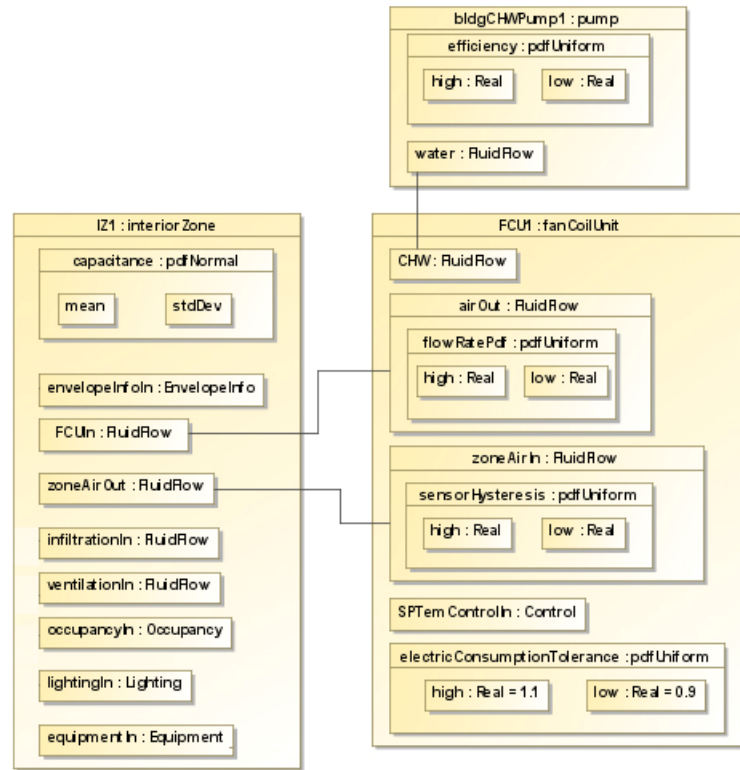 bldgCHWPump1 : pump
efficiency : pdfUniform
high : Real
low : Real
water : FluidFlow
IZ1 : interiorZone
capacitance : pdfNormal
mean
stdDev
envelopeInfoIn : EnvelopeInfo
FCUIn : FluidFlow
zoneAirOut : FluidFlow
infiltrationIn : FluidFlow
ventilationIn : FluidFlow
occupancyIn : Occupancy
lightingIn : Lighting
equipmentIn : Equipment
FCU1 : fanCoilUnit
CHW : FluidFlow
airOut : FluidFlow
flowRatePdf : pdfUniform
high : Real
low : Real
zoneAirIn : FluidFlow
sensorHysteresis : pdfUniform
high : Real
low : Real
SPTemControlIn : Control
electricConsumptionTolerance : pdfUniform
high : Real = 1.1
low : Real = 0.9